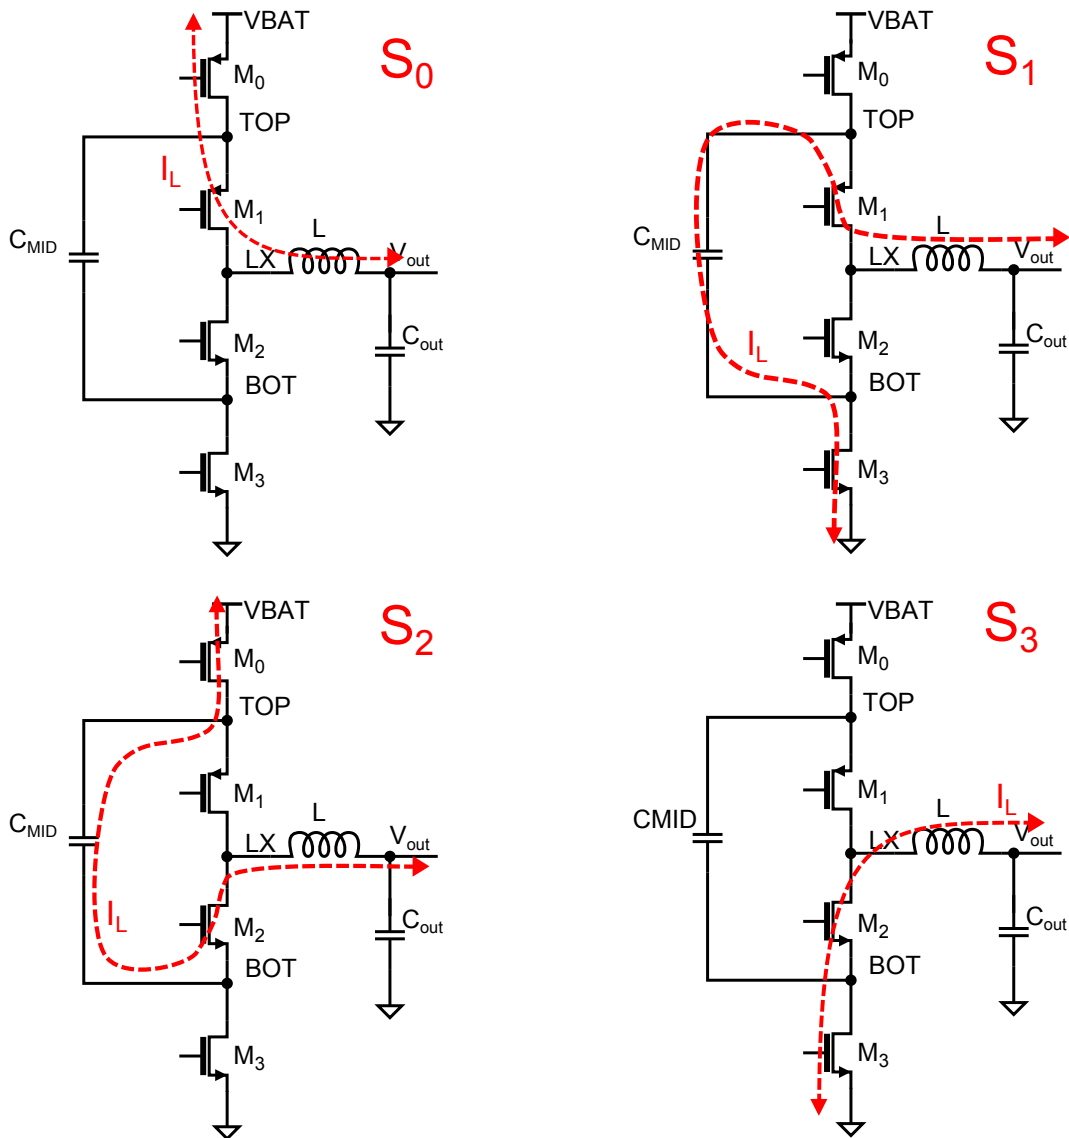 VBAT
S0
M0
TOP
IL
M1
L
CMID
LX
Vout
M2
Cout
BOT
M3
VBAT
S1
M0
TOP
M1
L
CMID
LX
Vout
IL
M2
Cout
BOT
M3
VBAT
S2
M0
TOP
M1
L
CMID
LX
Vout
IL
M2
Cout
BOT
M3
VBAT
S3
M0
TOP
M1
L
IL
CMID
LX
Vout
M2
Cout
BOT
M3